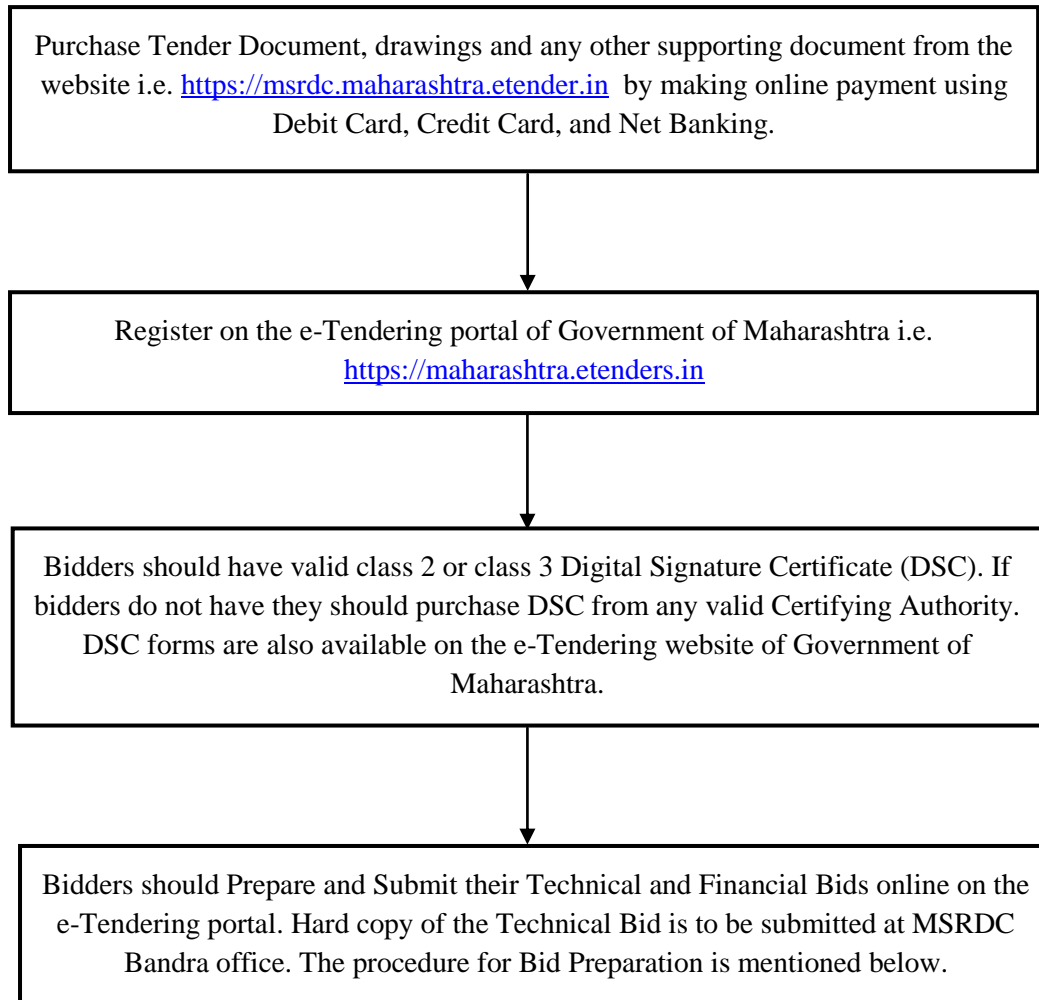 Purchase Tender Document, drawings and any other supporting document from the
website i.e. https://msrdc.maharashtra.etender.in by making online payment using
Debit Card, Credit Card, and Net Banking.
Register on the e-Tendering portal of Government of Maharashtra i.e.
https://maharashtra.etenders.in
Bidders should have valid class 2 or class 3 Digital Signature Certificate (DSC). If
bidders do not have they should purchase DSC from any valid Certifying Authority.
DSC forms are also available on the e-Tendering website of Government of
Maharashtra.
Bidders should Prepare and Submit their Technical and Financial Bids online on the
e-Tendering portal. Hard copy of the Technical Bid is to be submitted at MSRDC
Bandra office. The procedure for Bid Preparation is mentioned below.